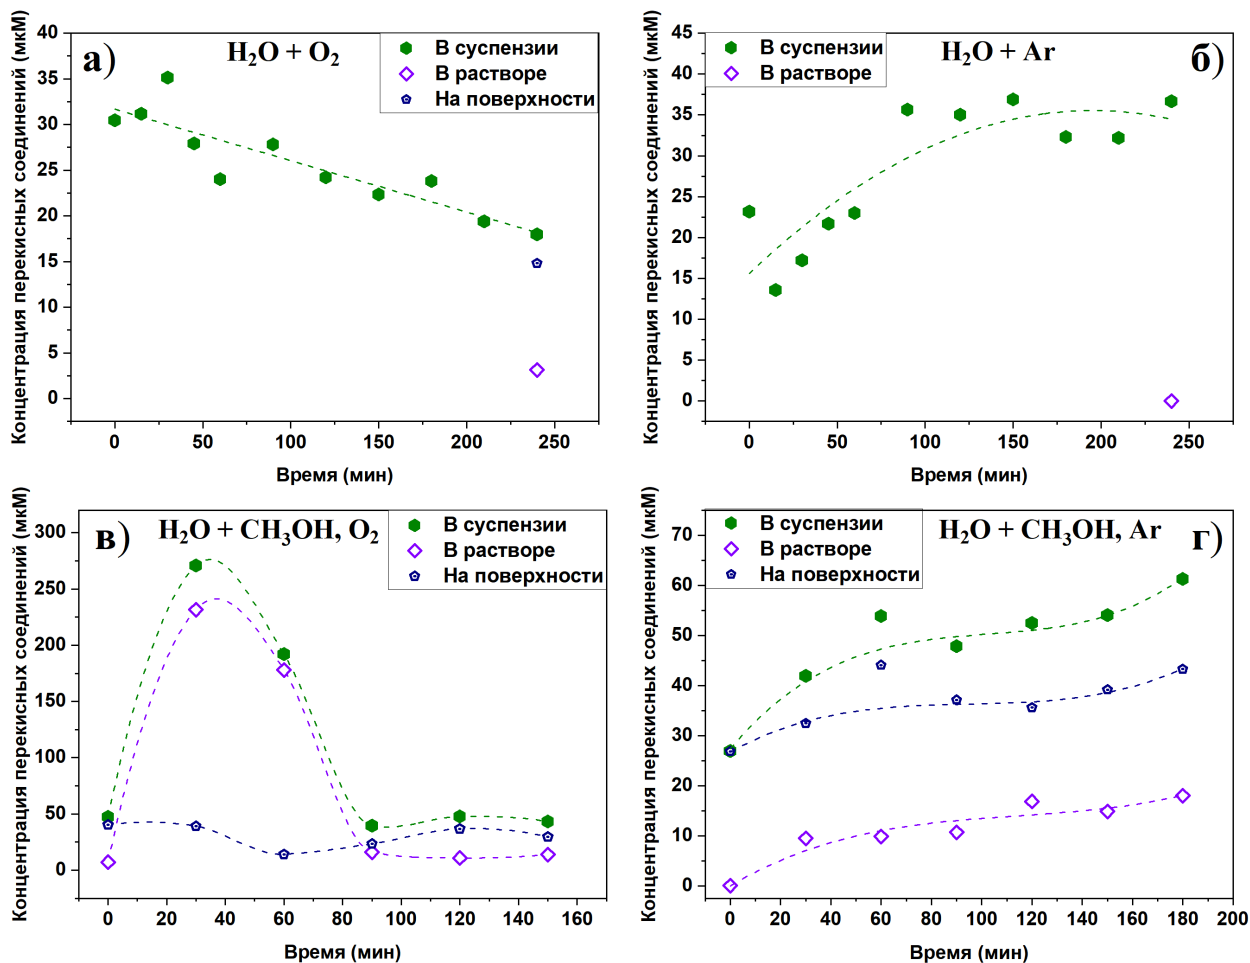 а)
H₂O + O₂
В суспензии
В растворе
На поверхности
Концентрация перекисных соединений (мкМ)
40
35
30
25
20
15
10
5
0
0 50 100 150 200 250
Время (мин)
б)
H₂O + Ar
В суспензии
В растворе
Концентрация перекисных соединений (мкМ)
45
40
35
30
25
20
15
10
5
0
0 50 100 150 200 250
Время (мин)
в)
H₂O + CH₃OH, O₂
В суспензии
В растворе
На поверхности
Концентрация перекисных соединений (мкМ)
300
250
200
150
100
50
0
0 20 40 60 80 100 120 140 160
Время (мин)
г)
H₂O + CH₃OH, Ar
В суспензии
В растворе
На поверхности
Концентрация перекисных соединений (мкМ)
70
60
50
40
30
20
10
0
0 20 40 60 80 100 120 140 160 180 200
Время (мин)